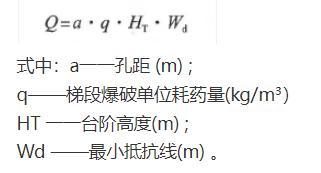 Q=a·q·H_T·W_d
式中：a——孔距 (m)；
q——梯段爆破单位耗药量(kg/m³)
HT ——台阶高度(m)；
Wd ——最小抵抗线(m) 。